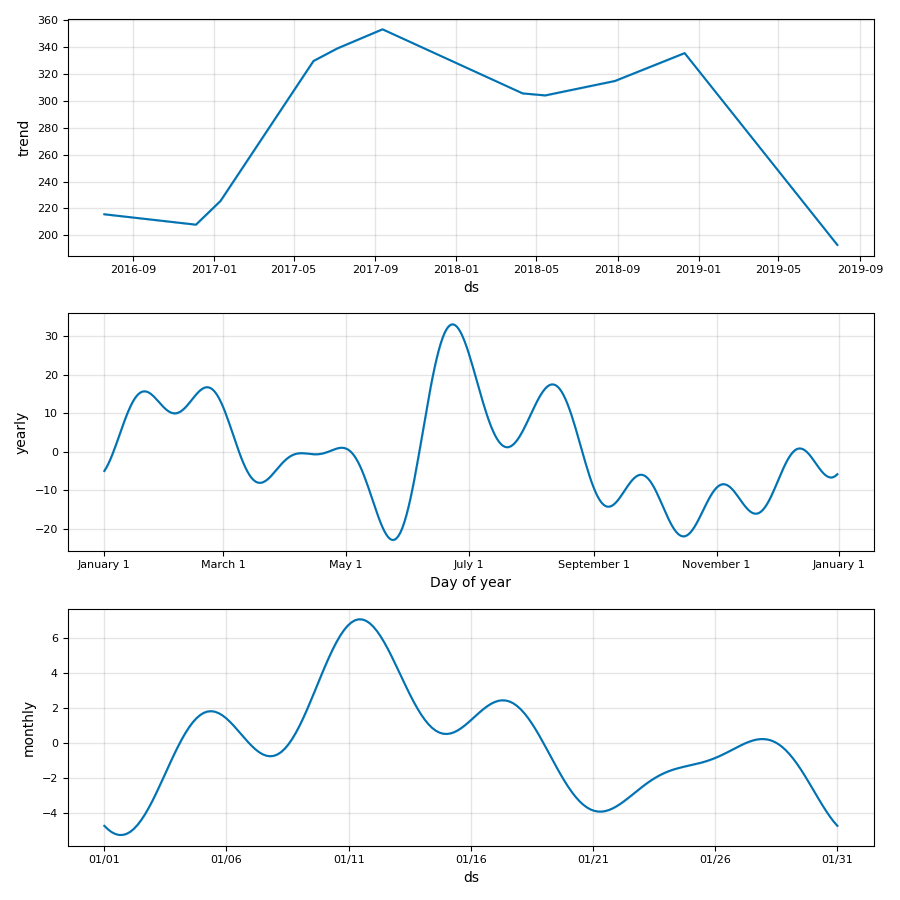 360
340
320
300
280
260
240
220
200
trend
2016-09 2017-01 2017-05 2017-09 2018-01 2018-05 2018-09 2019-01 2019-05 2019-09
ds
30
20
10
0
−10
−20
yearly
January 1 March 1 May 1 July 1 September 1 November 1 January 1
Day of year
6
4
2
0
−2
−4
monthly
01/01 01/06 01/11 01/16 01/21 01/26 01/31
ds